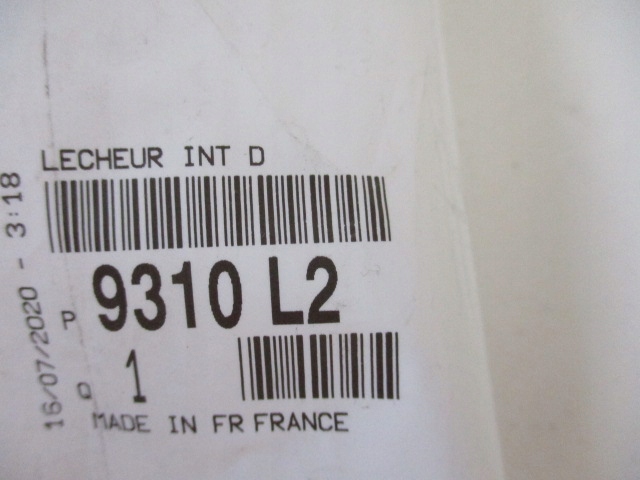 LECHEUR INT D
P 9310 L2
Q 1
MADE IN FR FRANCE
16/07/2020 - 3:18